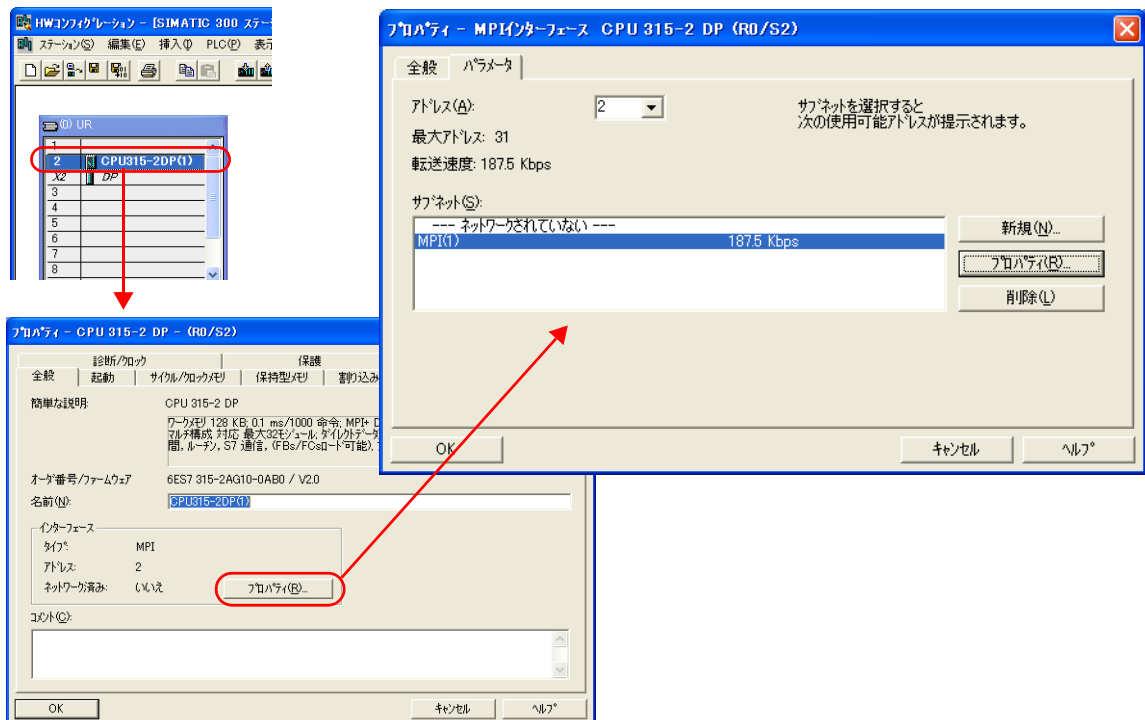 HWコンフィグレーション - [SIMATIC 300 ステー
ステーション(S) 編集(E) 挿入(I) PLC(P) 表示
(0) UR
1
2 CPU315-2DP(1)
X2 DP
3
4
5
6
7
8
プロパティ - MPIインターフェース CPU 315-2 DP (R0/S2)
全般 パラメータ
アドレス(A): 2
サブネットを選択すると
次の使用可能アドレスが提示されます。
最大アドレス: 31
転送速度: 187.5 Kbps
サブネット(S):
--- ネットワークされていない ---
MPI(1) 187.5 Kbps
新規(N)...
プロパティ(R)...
削除(L)
OK キャンセル ヘルプ
プロパティ - CPU 315-2 DP - (R0/S2)
診断/クロック 保護
全般 起動 サイクル/クロックメモリ 保持型メモリ 割り込み
簡単な説明: CPU 315-2 DP
ワークメモリ 128 KB; 0.1 ms/1000 命令; MPI+ D
マルチ構成 対応 最大32モジュール; ダイレクトデータ
間, ルーチン, S7 通信, (FBs/FCsロード可能),
オーダ番号/ファームウェア 6ES7 315-2AG10-0AB0 / V2.0
名前(N): CPU315-2DP(1)
インターフェース
タイプ: MPI
アドレス: 2
ネットワーク済み: いいえ プロパティ(R)...
コメント(C):
OK キャンセル ヘルプ